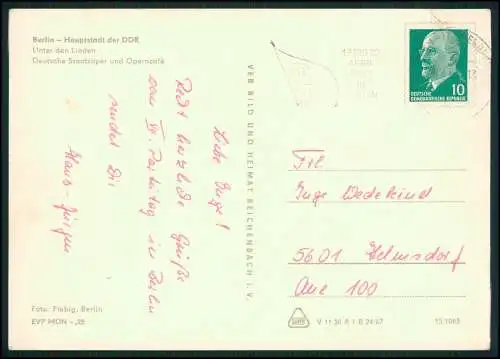 Berlin – Hauptstadt der DDR
Unter den Linden
Deutsche Staatsoper und Operncafé
Liebe Inge!
Recht herzliche Grüße
vom Parteitag in Berlin
sendet Dir
Hans-Jürgen
Foto: Fiebig, Berlin
EVP MDN -,25
VEB BILD UND HEIMAT REICHENBACH I. V.
10
DEUTSCHE
DEMOKRATISCHE REPUBLIK
Frl
Inge Wedekind
5601 Helmsdorf
Aue 100
V 11 30 A 1 B 24/67